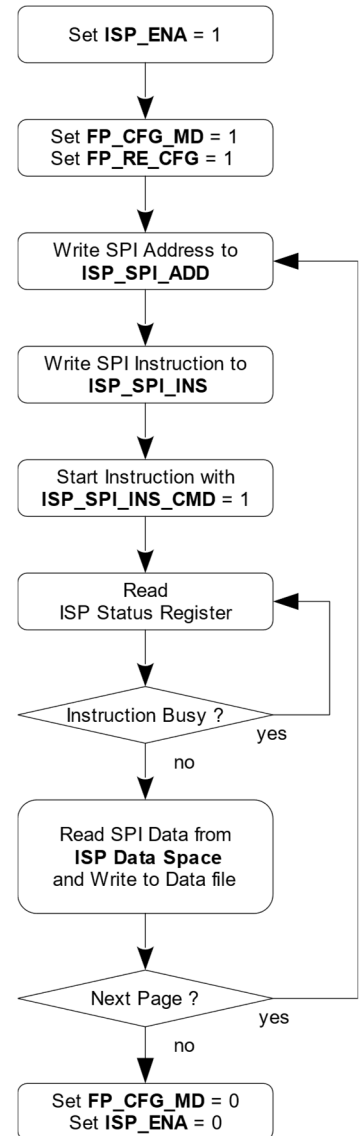 Set ISP_ENA = 1
Set FP_CFG_MD = 1
Set FP_RE_CFG = 1
Write SPI Address to
ISP_SPI_ADD
Write SPI Instruction to
ISP_SPI_INS
Start Instruction with
ISP_SPI_INS_CMD = 1
Read
ISP Status Register
Instruction Busy ?
yes
no
Read SPI Data from
ISP Data Space
and Write to Data file
Next Page ?
yes
no
Set FP_CFG_MD = 0
Set ISP_ENA = 0